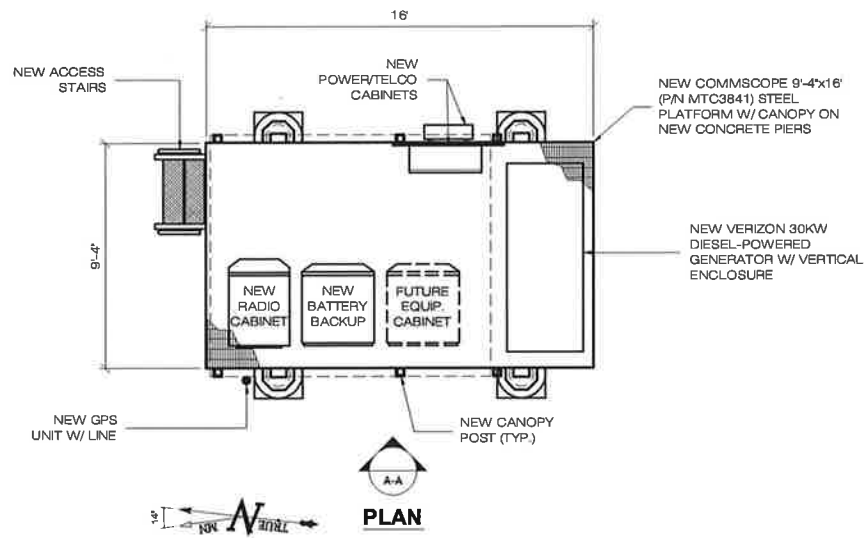 16'
NEW ACCESS
STAIRS
NEW
POWER/TELCO
CABINETS
NEW COMMSCOPE 9'-4"x16'
(P/N MTC3841) STEEL
PLATFORM W/ CANOPY ON
NEW CONCRETE PIERS
9'-4"
NEW VERIZON 30KW
DIESEL-POWERED
GENERATOR W/ VERTICAL
ENCLOSURE
NEW
RADIO
CABINET
NEW
BATTERY
BACKUP
FUTURE
EQUIP.
CABINET
NEW GPS
UNIT W/ LINE
NEW CANOPY
POST (TYP.)
A-A
PLAN
14°
MN
N
TRUE